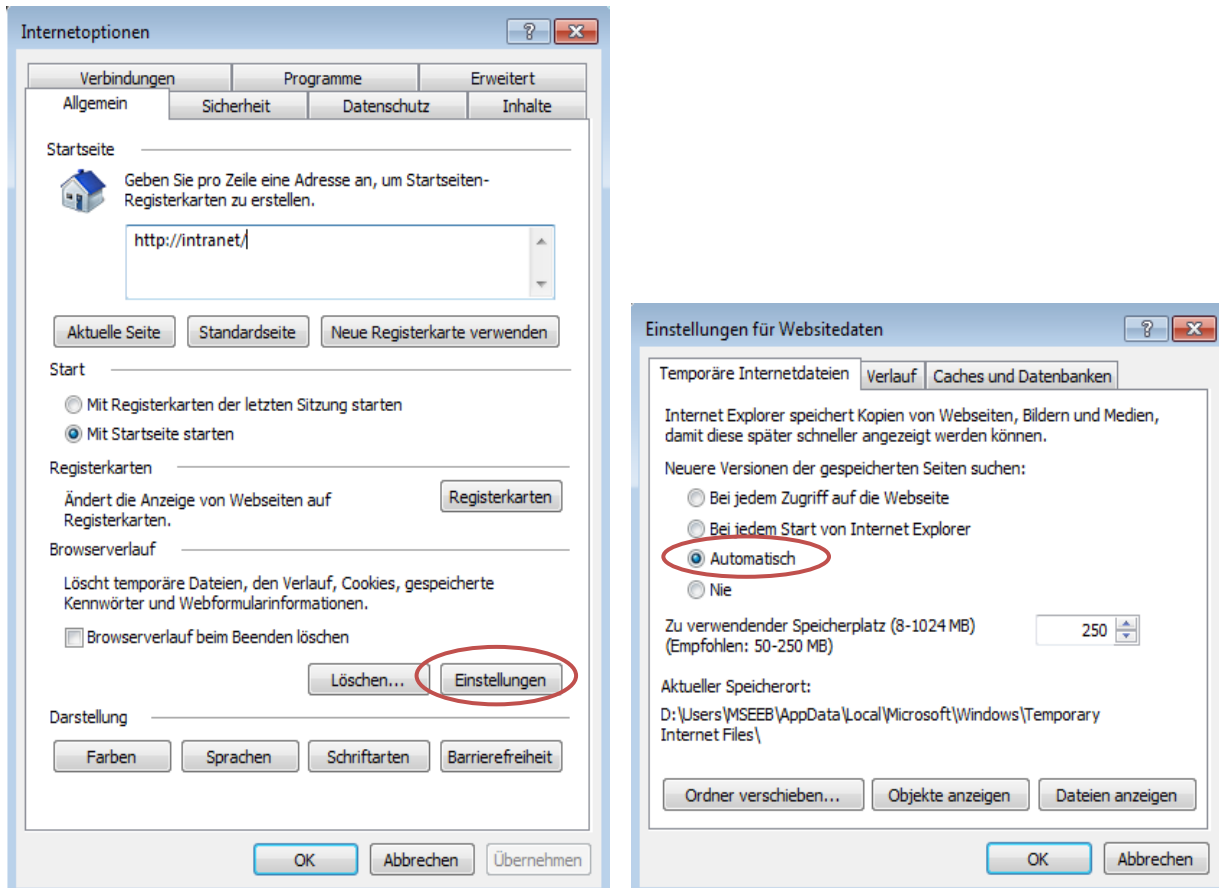 Internetoptionen
Verbindungen Programme Erweitert
Allgemein Sicherheit Datenschutz Inhalte
Startseite
Geben Sie pro Zeile eine Adresse an, um Startseiten-
Registerkarten zu erstellen.
http://intranet/
Aktuelle Seite Standardseite Neue Registerkarte verwenden
Start
Mit Registerkarten der letzten Sitzung starten
Mit Startseite starten
Registerkarten
Ändert die Anzeige von Webseiten auf
Registerkarten.
Registerkarten
Browserverlauf
Löscht temporäre Dateien, den Verlauf, Cookies, gespeicherte
Kennwörter und Webformularinformationen.
Browserverlauf beim Beenden löschen
Löschen... Einstellungen
Darstellung
Farben Sprachen Schriftarten Barrierefreiheit
OK Abbrechen Übernehmen
Einstellungen für Websitedaten
Temporäre Internetdateien Verlauf Caches und Datenbanken
Internet Explorer speichert Kopien von Webseiten, Bildern und Medien,
damit diese später schneller angezeigt werden können.
Neuere Versionen der gespeicherten Seiten suchen:
Bei jedem Zugriff auf die Webseite
Bei jedem Start von Internet Explorer
Automatisch
Nie
Zu verwendender Speicherplatz (8-1024 MB)
(Empfohlen: 50-250 MB)
250
Aktueller Speicherort:
D:\Users\MSEEB\AppData\Local\Microsoft\Windows\Temporary
Internet Files\
Ordner verschieben... Objekte anzeigen Dateien anzeigen
OK Abbrechen